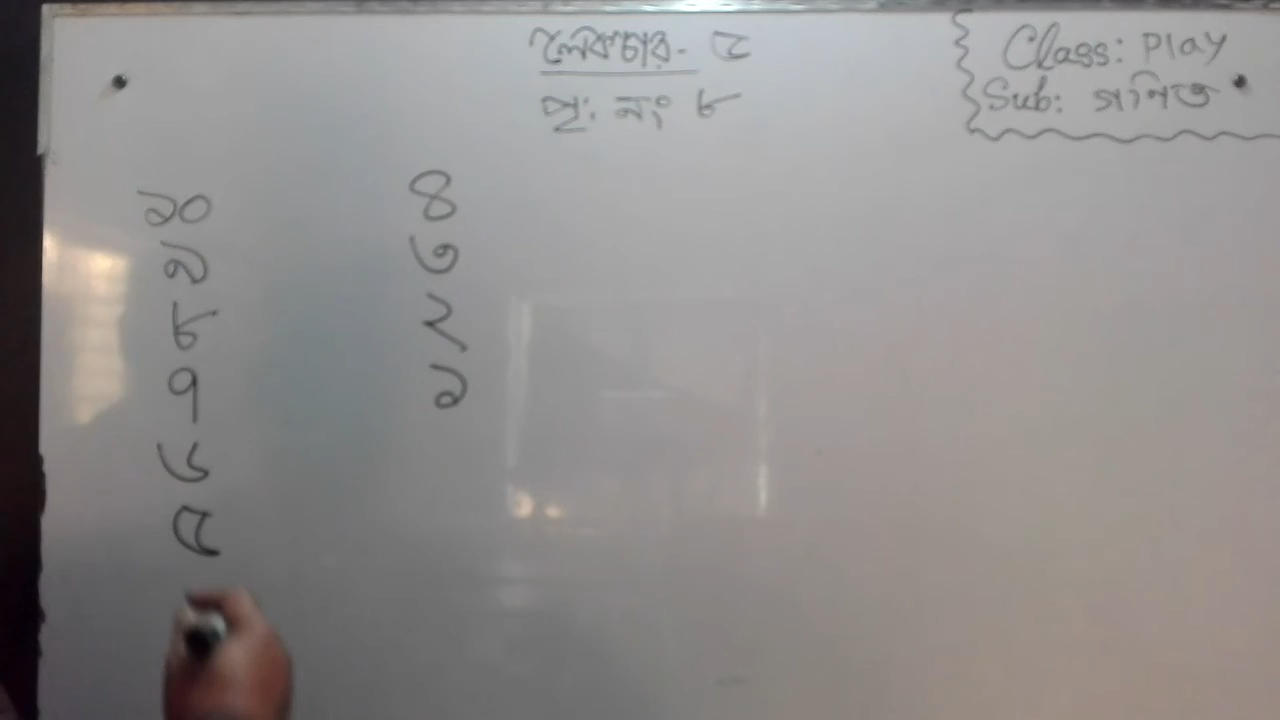 লেকচার- ৫
পৃ: নং ৮
Class: Play
Sub: গণিত
১০
৯
৮
৭
৬
৫
৪
৩
২
১